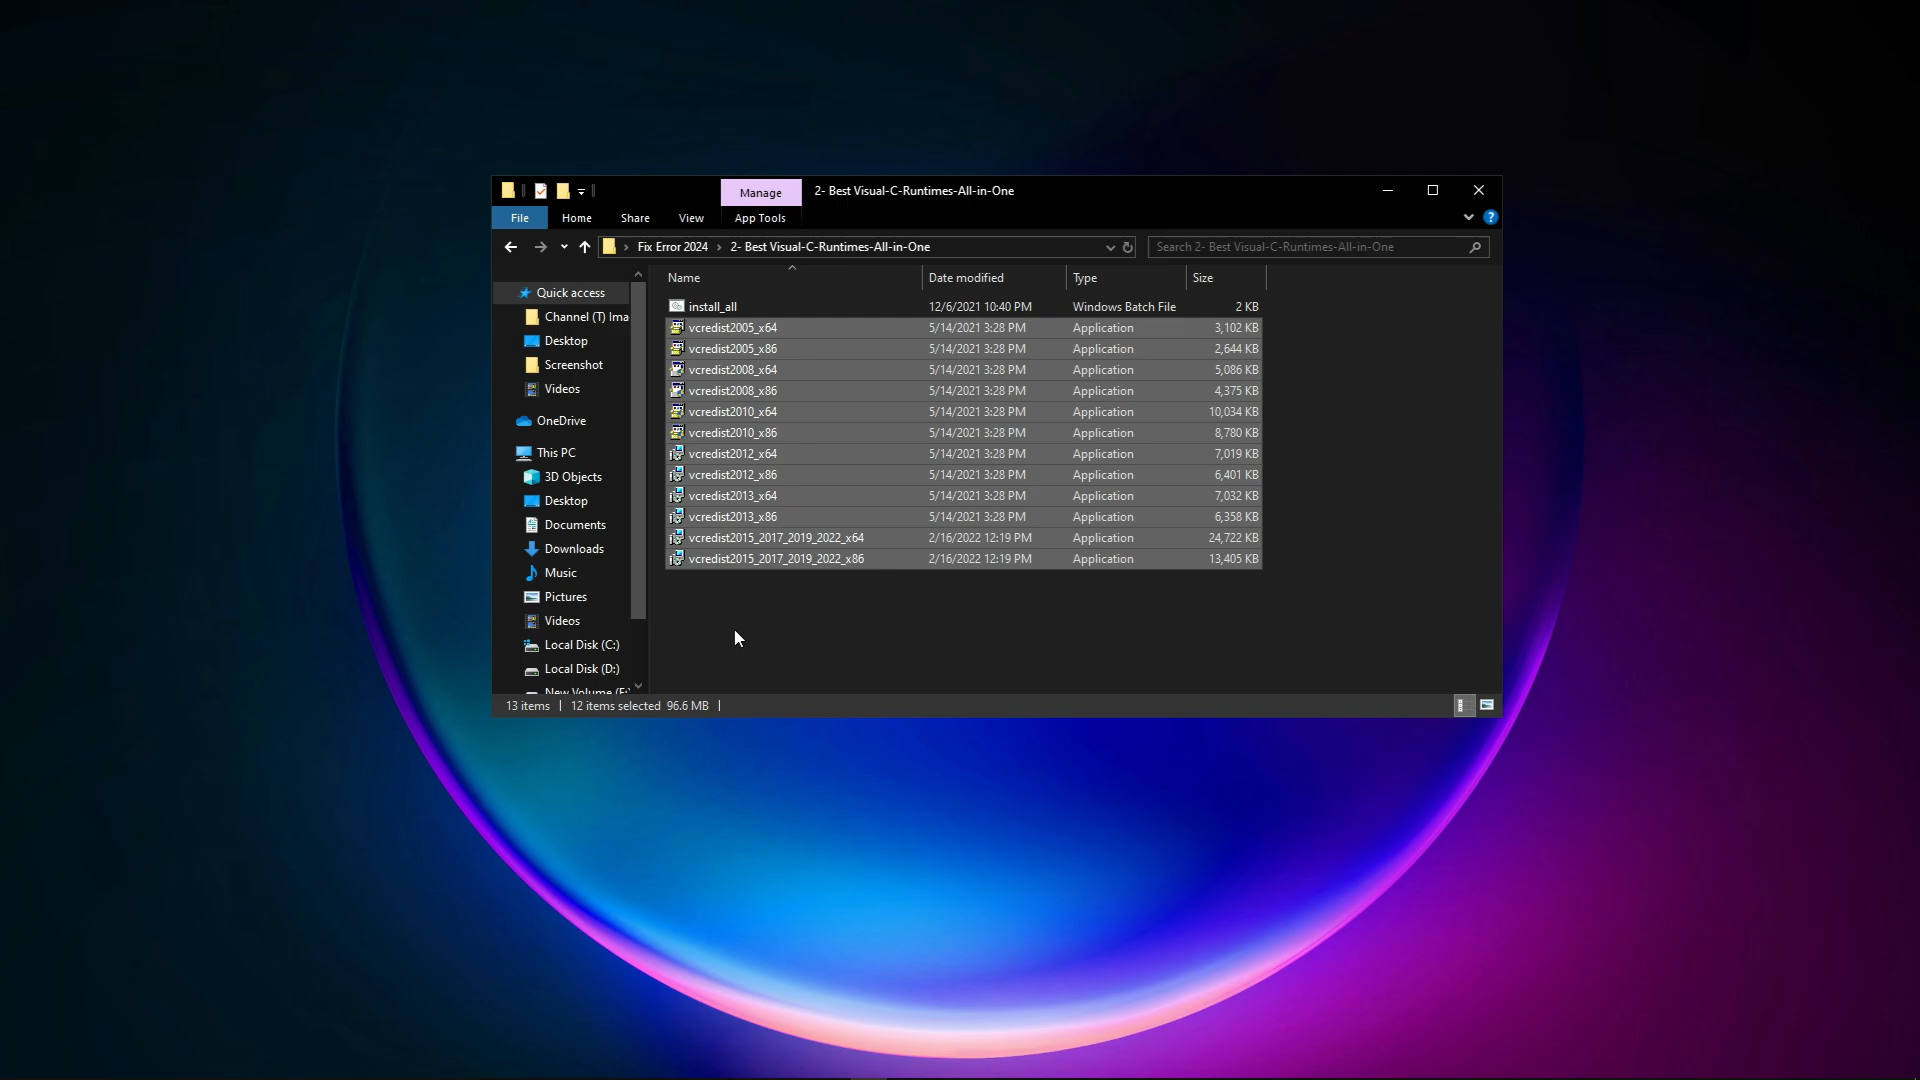 Manage 2- Best Visual-C-Runtimes-All-in-One
File Home Share View App Tools ?
Fix Error 2024 2- Best Visual-C-Runtimes-All-in-One Search 2- Best Visual-C-Runtimes-All-in-One
Quick access
Channel (T) Ima
Desktop
Screenshot
Videos
OneDrive
This PC
3D Objects
Desktop
Documents
Downloads
Music
Pictures
Videos
Local Disk (C:)
Local Disk (D:)
Name Date modified Type Size
install_all 12/6/2021 10:40 PM Windows Batch File 2 KB
vcredist2005_x64 5/14/2021 3:28 PM Application 3,102 KB
vcredist2005_x86 5/14/2021 3:28 PM Application 2,644 KB
vcredist2008_x64 5/14/2021 3:28 PM Application 5,086 KB
vcredist2008_x86 5/14/2021 3:28 PM Application 4,375 KB
vcredist2010_x64 5/14/2021 3:28 PM Application 10,034 KB
vcredist2010_x86 5/14/2021 3:28 PM Application 8,780 KB
vcredist2012_x64 5/14/2021 3:28 PM Application 7,019 KB
vcredist2012_x86 5/14/2021 3:28 PM Application 6,401 KB
vcredist2013_x64 5/14/2021 3:28 PM Application 7,032 KB
vcredist2013_x86 5/14/2021 3:28 PM Application 6,358 KB
vcredist2015_2017_2019_2022_x64 2/16/2022 12:19 PM Application 24,722 KB
vcredist2015_2017_2019_2022_x86 2/16/2022 12:19 PM Application 13,405 KB
13 items 12 items selected 96.6 MB